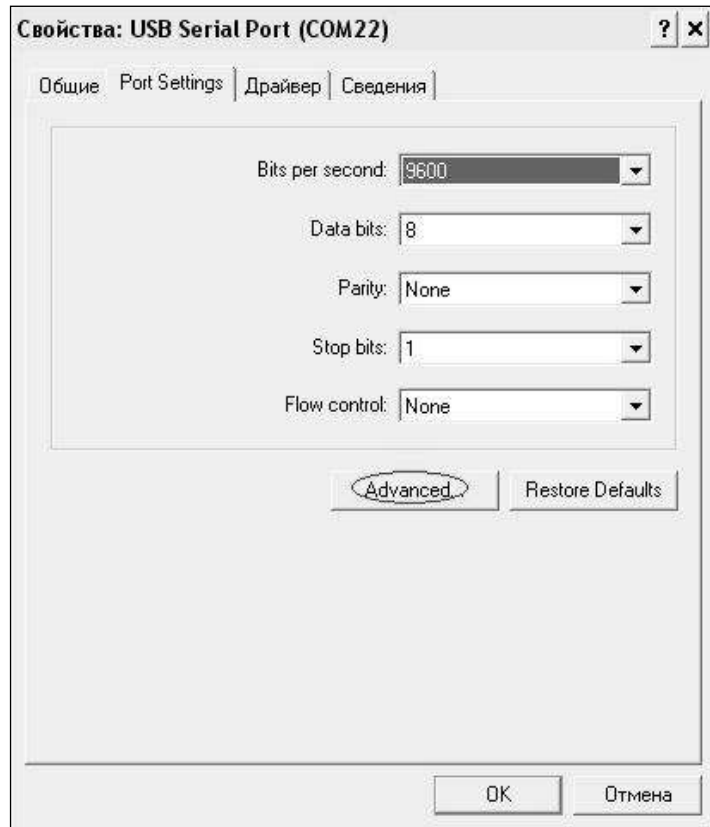 Свойства: USB Serial Port (COM22)
? ×
Общие Port Settings Драйвер Сведения
Bits per second: 9600
Data bits: 8
Parity: None
Stop bits: 1
Flow control: None
Advanced.. Restore Defaults
OK Отмена